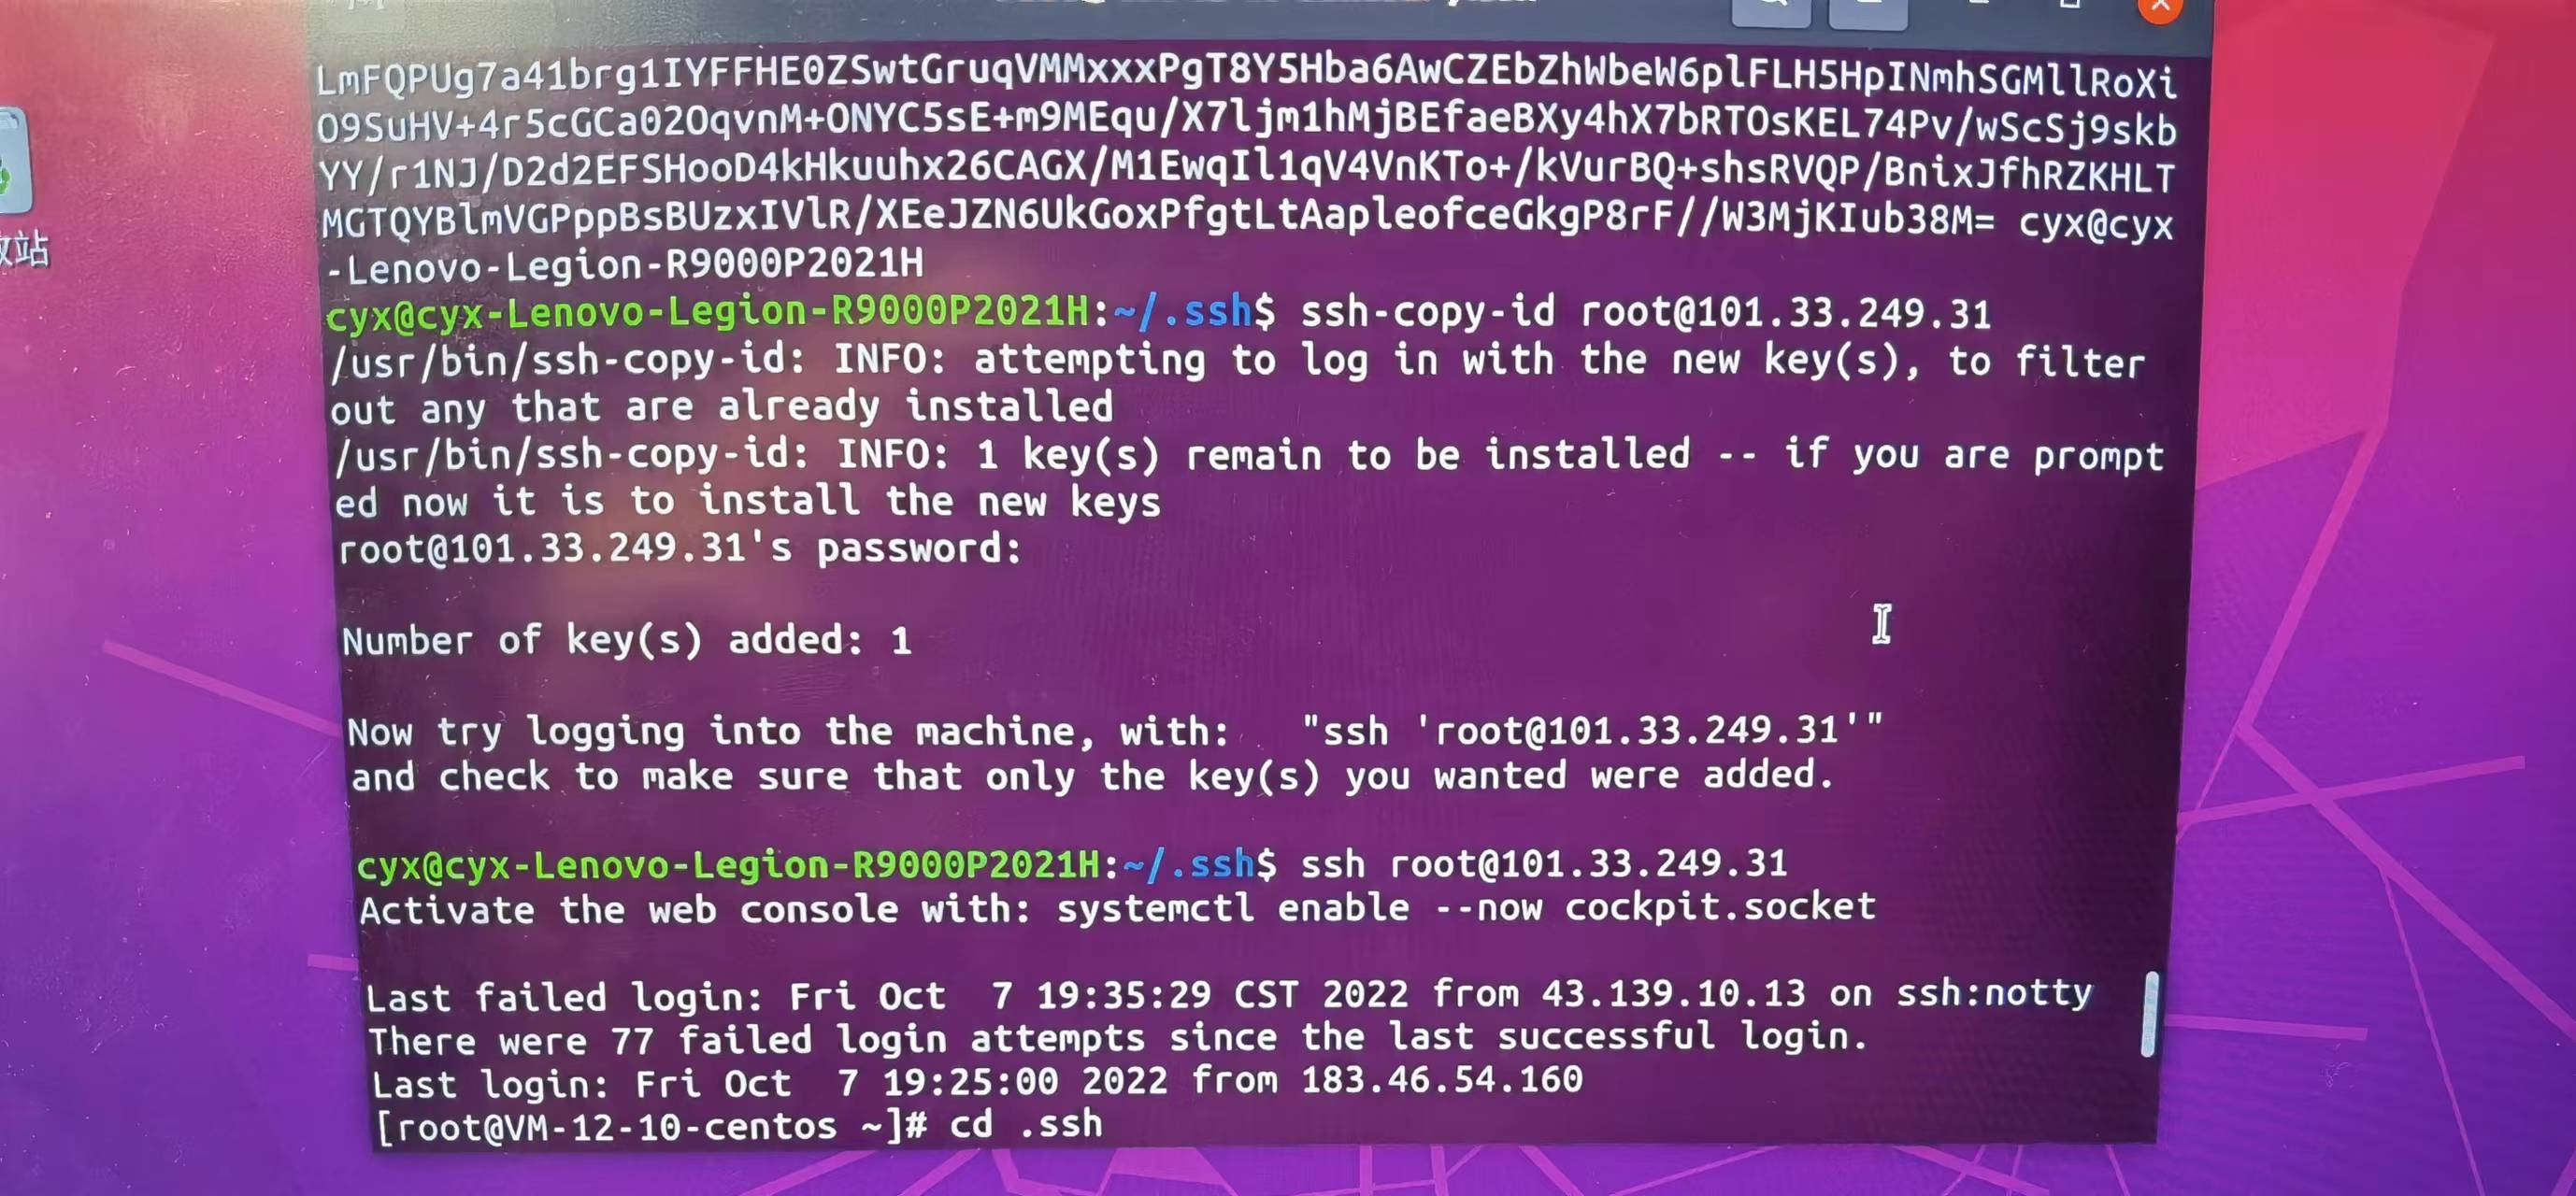 LmFQPUg7a41brg1IYFFHE0ZSwtGruqVMMxxxPgT8Y5Hba6AwCZEbZhWbeW6plFLH5HpINmhSGMllRoXi
O9SuHV+4r5cGCa02OqvnM+ONYC5sE+m9MEqu/X7ljm1hMjBEfaeBXy4hX7bRTOsKEL74Pv/wScSj9skb
YY/r1NJ/D2d2EFSHooD4kHkuuhx26CAGX/M1EwqIl1qV4VnKTo+/kVurBQ+shsRVQP/BnixJfhRZKHLT
MGTQYBlmVGPppBsBUzxIVlR/XEeJZN6UkGoxPfgtLtAapleofceGkgP8rF//W3MjKIub38M= cyx@cyx
-Lenovo-Legion-R9000P2021H
cyx@cyx-Lenovo-Legion-R9000P2021H:~/.ssh$ ssh-copy-id root@101.33.249.31
/usr/bin/ssh-copy-id: INFO: attempting to log in with the new key(s), to filter
out any that are already installed
/usr/bin/ssh-copy-id: INFO: 1 key(s) remain to be installed -- if you are prompt
ed now it is to install the new keys
root@101.33.249.31's password:
Number of key(s) added: 1
Now try logging into the machine, with:   "ssh 'root@101.33.249.31'"
and check to make sure that only the key(s) you wanted were added.
cyx@cyx-Lenovo-Legion-R9000P2021H:~/.ssh$ ssh root@101.33.249.31
Activate the web console with: systemctl enable --now cockpit.socket
Last failed login: Fri Oct  7 19:35:29 CST 2022 from 43.139.10.13 on ssh:notty
There were 77 failed login attempts since the last successful login.
Last login: Fri Oct  7 19:25:00 2022 from 183.46.54.160
[root@VM-12-10-centos ~]# cd .ssh
站